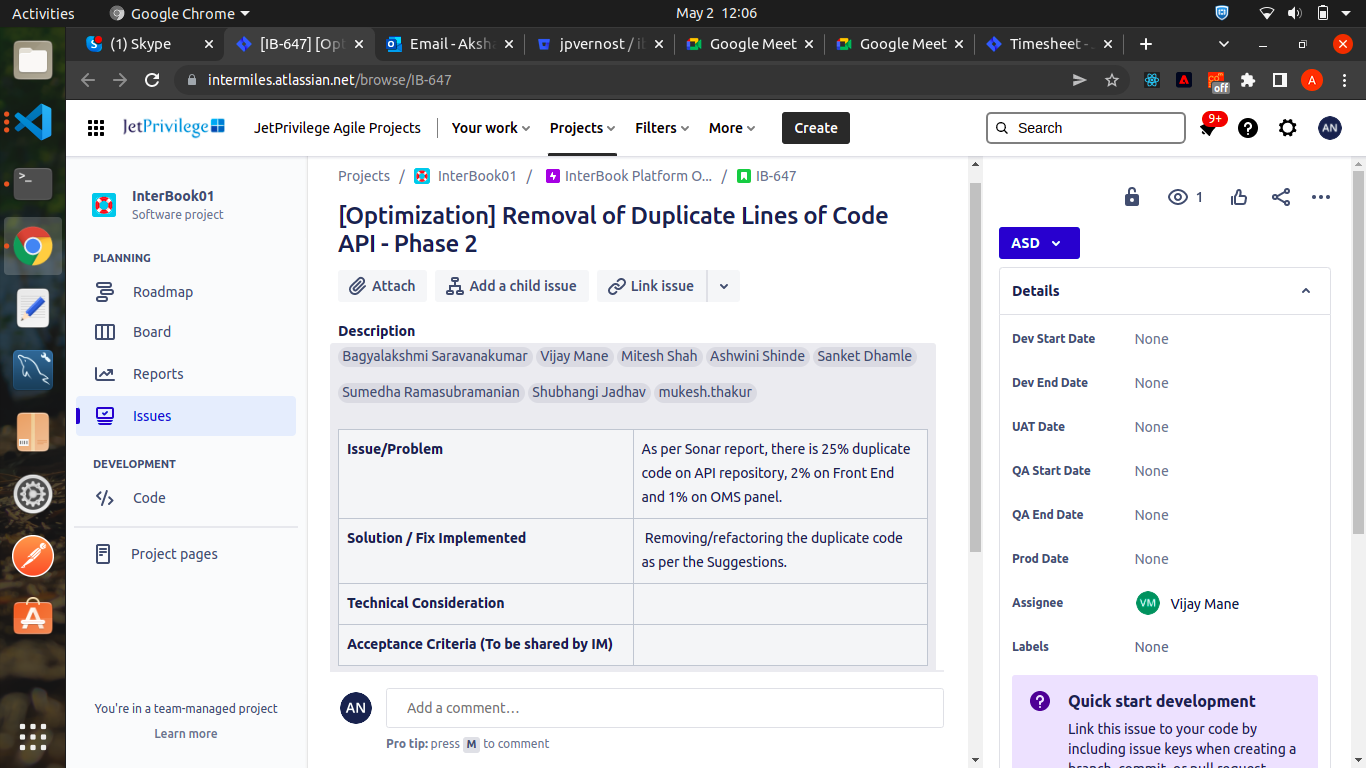 Activities
Google Chrome
May 2 12:06
(1) Skype
[IB-647] [Opt
Email - Aksh
jpvernost / il
Google Meet
Google Meet
Timesheet -
intermiles.atlassian.net/browse/IB-647
off
A
JetPrivilege
JetPrivilege Agile Projects
Your work
Projects
Filters
More
Create
Search
9+
AN
InterBook01
Software project
PLANNING
Roadmap
Board
Reports
Issues
DEVELOPMENT
Code
Project pages
You're in a team-managed project
Learn more
Projects / InterBook01 / InterBook Platform O... / IB-647
[Optimization] Removal of Duplicate Lines of Code
API - Phase 2
Attach
Add a child issue
Link issue
Description
Bagyalakshmi Saravanakumar Vijay Mane Mitesh Shah Ashwini Shinde Sanket Dhamle
Sumedha Ramasubramanian Shubhangi Jadhav mukesh.thakur
Issue/Problem
As per Sonar report, there is 25% duplicate
code on API repository, 2% on Front End
and 1% on OMS panel.
Solution / Fix Implemented
Removing/refactoring the duplicate code
as per the Suggestions.
Technical Consideration
Acceptance Criteria (To be shared by IM)
AN
Add a comment…
Pro tip: press M to comment
1
ASD
Details
Dev Start Date None
Dev End Date None
UAT Date None
QA Start Date None
QA End Date None
Prod Date None
Assignee VM Vijay Mane
Labels None
Quick start development
Link this issue to your code by
including issue keys when creating a
branch, commit, or pull request